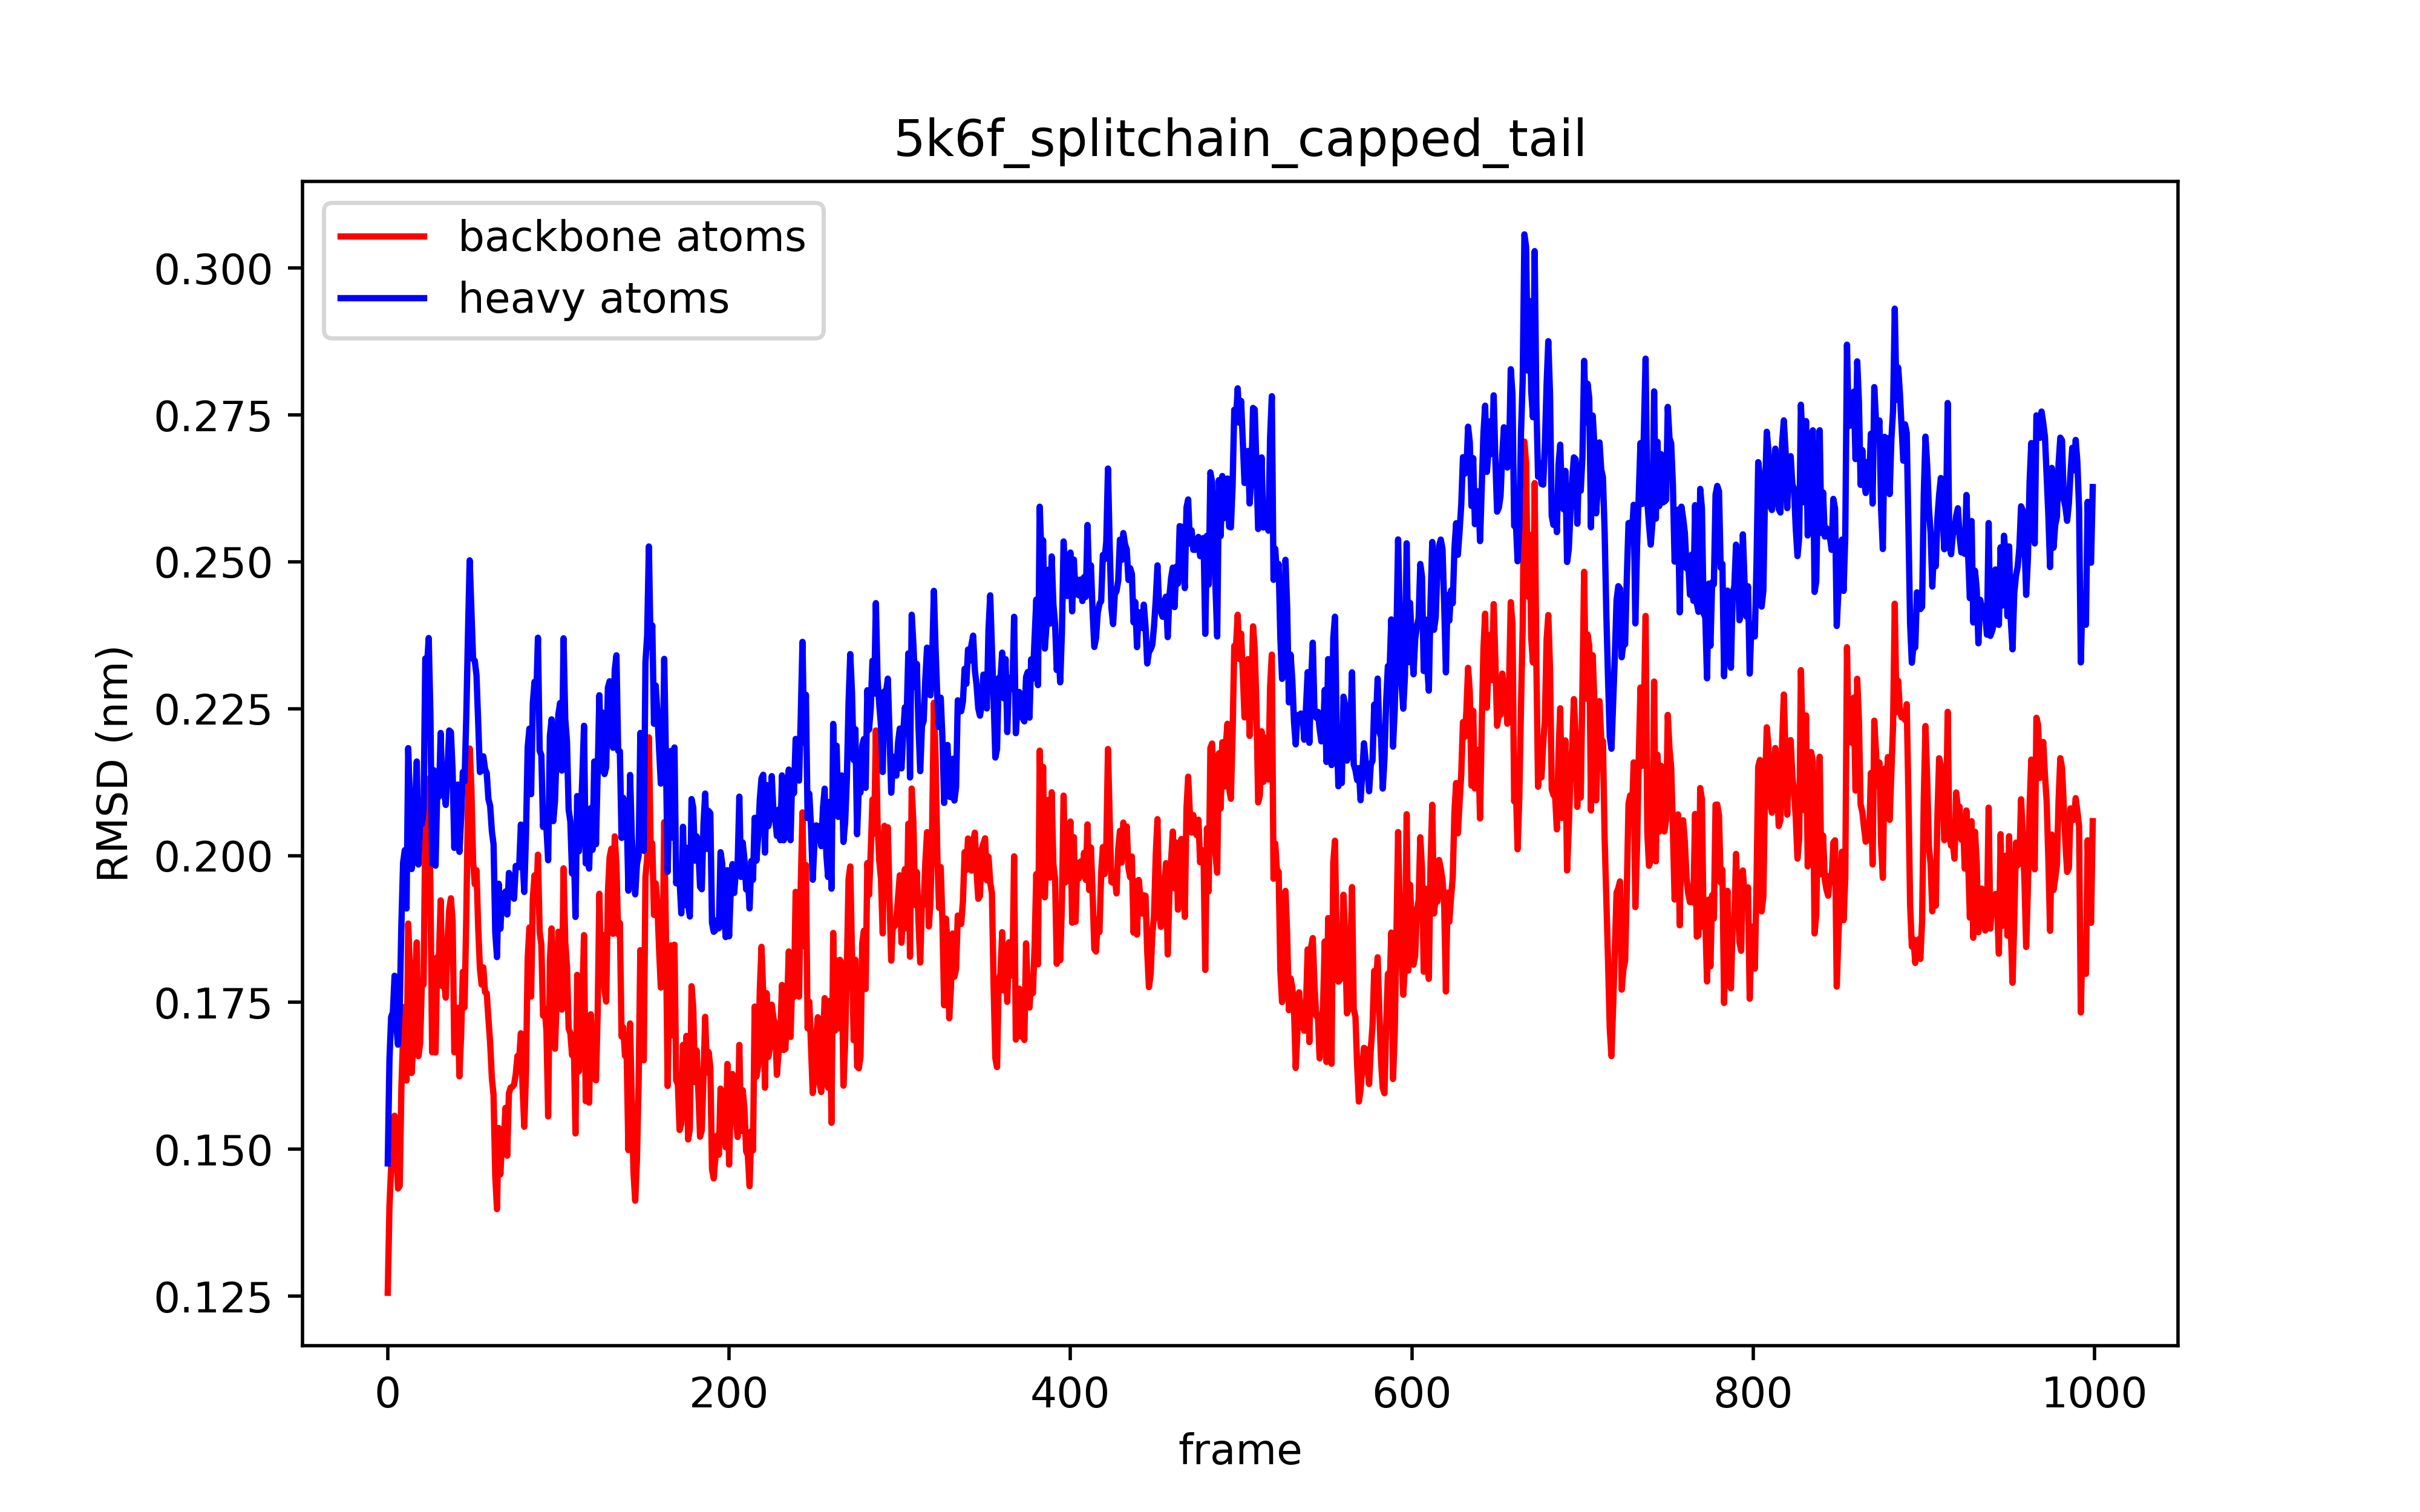 5k6f_splitchain_capped_tail
backbone atoms
heavy atoms
RMSD (nm)
0.300
0.275
0.250
0.225
0.200
0.175
0.150
0.125
0 200 400 600 800 1000
frame